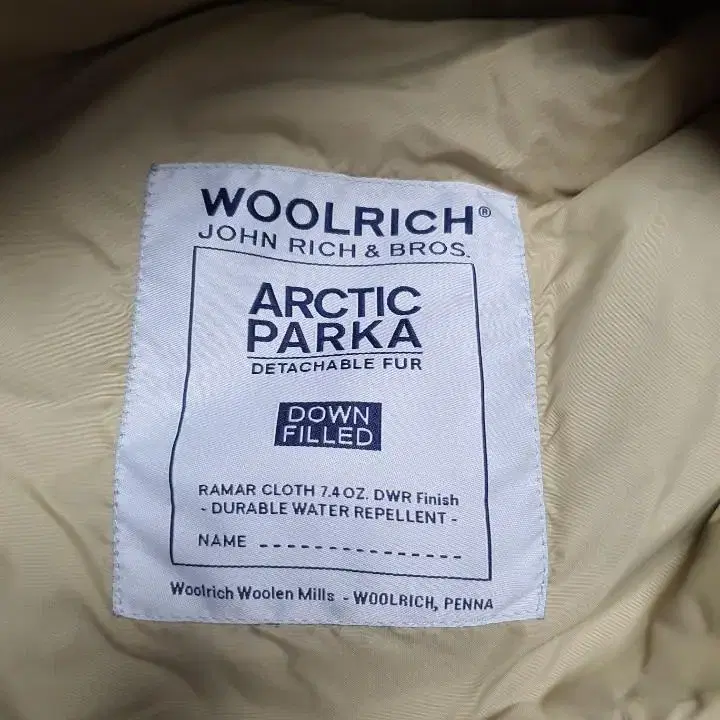 WOOLRICH®
JOHN RICH & BROS.
ARCTIC
PARKA
DETACHABLE FUR
DOWN
FILLED
RAMAR CLOTH 7.4 OZ. DWR Finish
- DURABLE WATER REPELLENT -
NAME ---------------
Woolrich Woolen Mills - WOOLRICH, PENNA